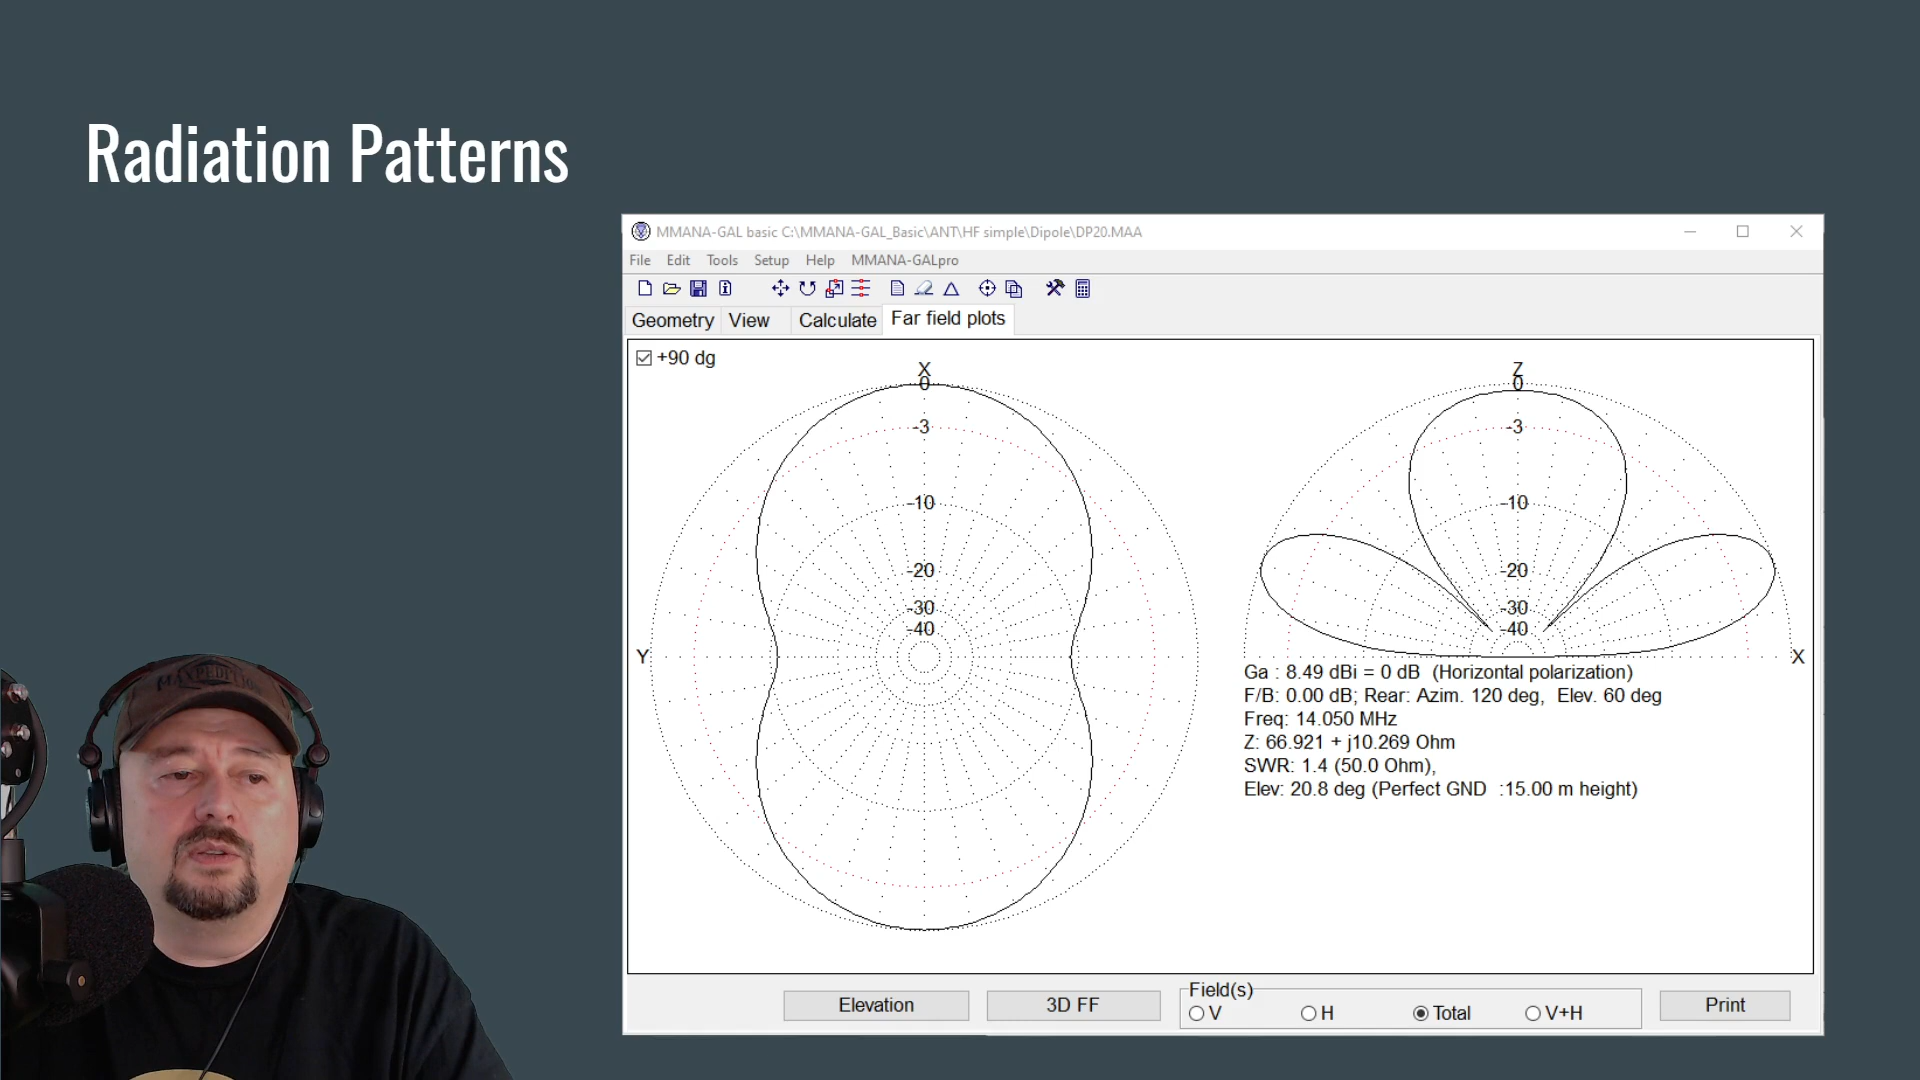 Radiation Patterns
MMANA-GAL basic C:\MMANA-GAL_Basic\ANT\HF simple\Dipole\DP20.MAA
File Edit Tools Setup Help MMANA-GALpro
Geometry View Calculate Far field plots
+90 dg
X
0
-3
-10
-20
-30
-40
Y
Z
0
-3
-10
-20
-30
-40
X
Ga : 8.49 dBi = 0 dB (Horizontal polarization)
F/B: 0.00 dB; Rear: Azim. 120 deg, Elev. 60 deg
Freq: 14.050 MHz
Z: 66.921 + j10.269 Ohm
SWR: 1.4 (50.0 Ohm),
Elev: 20.8 deg (Perfect GND :15.00 m height)
Elevation
3D FF
Field(s)
V H Total V+H
Print
MAXPEDITION